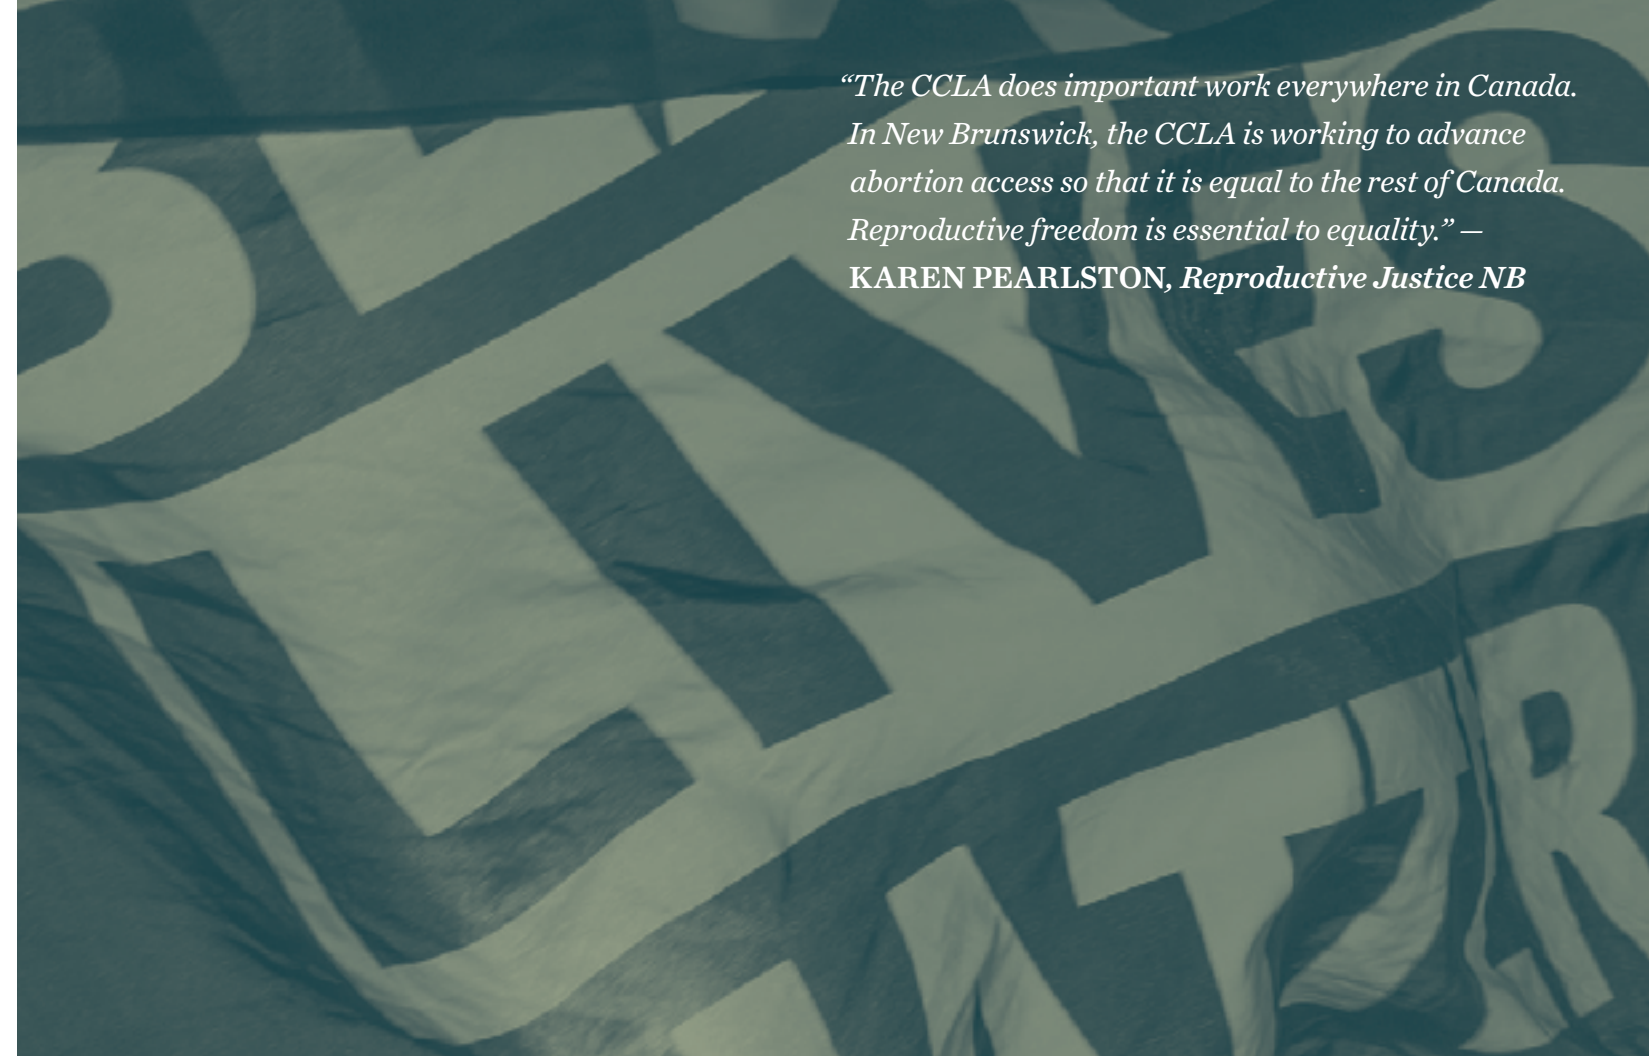 “The CCLA does important work everywhere in Canada.
In New Brunswick, the CCLA is working to advance
abortion access so that it is equal to the rest of Canada.
Reproductive freedom is essential to equality.” —
KAREN PEARLSTON, Reproductive Justice NB
LIVES